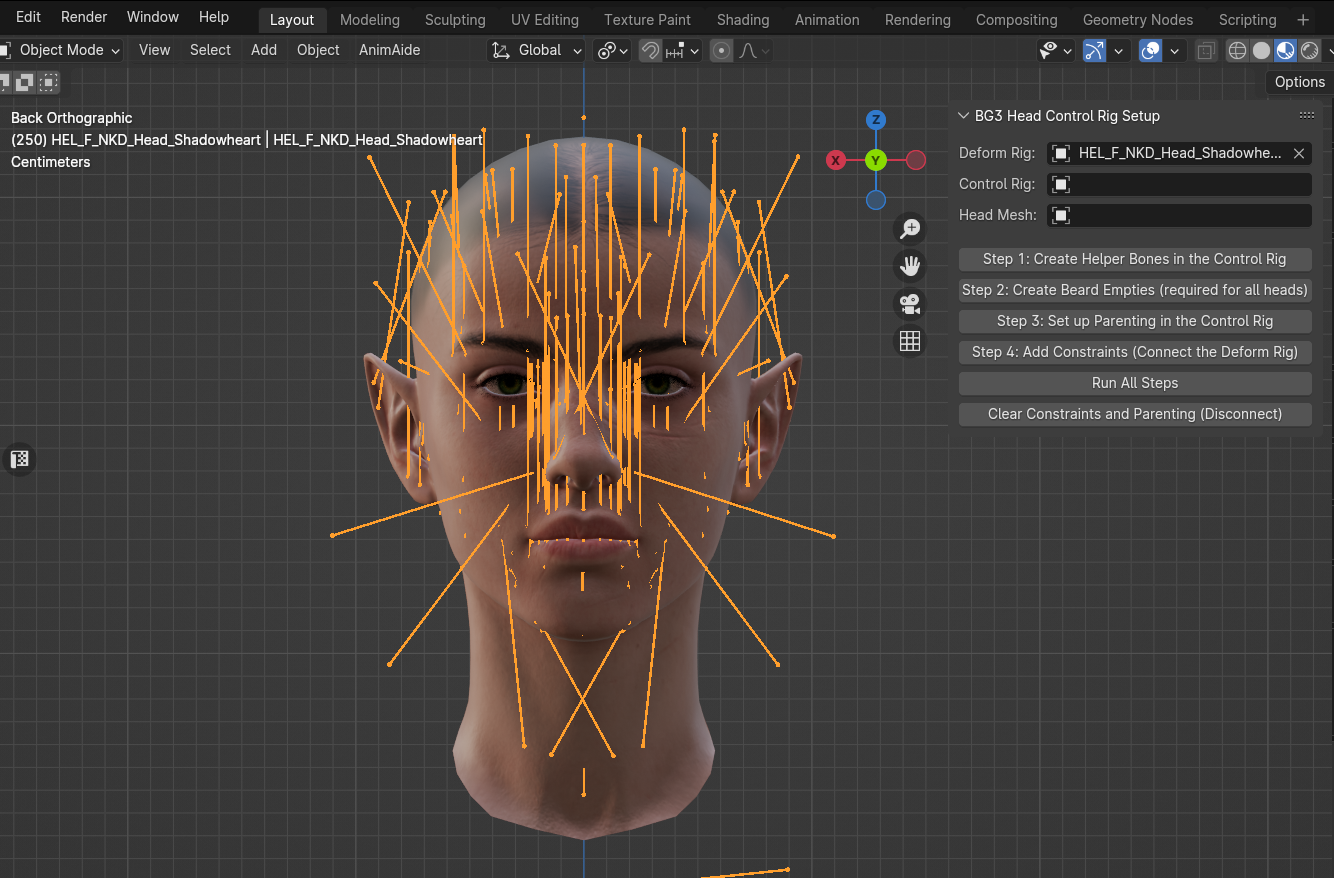 Edit Render Window Help Layout Modeling Sculpting UV Editing Texture Paint Shading Animation Rendering Compositing Geometry Nodes Scripting +
Object Mode View Select Add Object AnimAide Global
Options
Back Orthographic
(250) HEL_F_NKD_Head_Shadowheart | HEL_F_NKD_Head_Shadowheart
Centimeters
Z
X
Y
BG3 Head Control Rig Setup
Deform Rig: HEL_F_NKD_Head_Shadowhe...
Control Rig:
Head Mesh:
Step 1: Create Helper Bones in the Control Rig
Step 2: Create Beard Empties (required for all heads)
Step 3: Set up Parenting in the Control Rig
Step 4: Add Constraints (Connect the Deform Rig)
Run All Steps
Clear Constraints and Parenting (Disconnect)